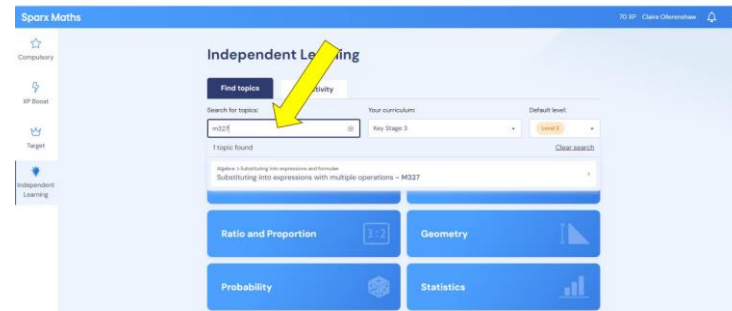 Sparx Maths
70 XP Claire Ollerenshaw
Compulsory
XP Boost
Target
Independent Learning
Independent Learning
Find topics
Search for topics:
Your curriculum:
Default level:
m327
Key Stage 3
Level 2
1 topic found
Clear search
Algebra > Substituting into expressions and formulae
Substituting into expressions with multiple operations – M327
Ratio and Proportion
3:2
Geometry
Probability
Statistics